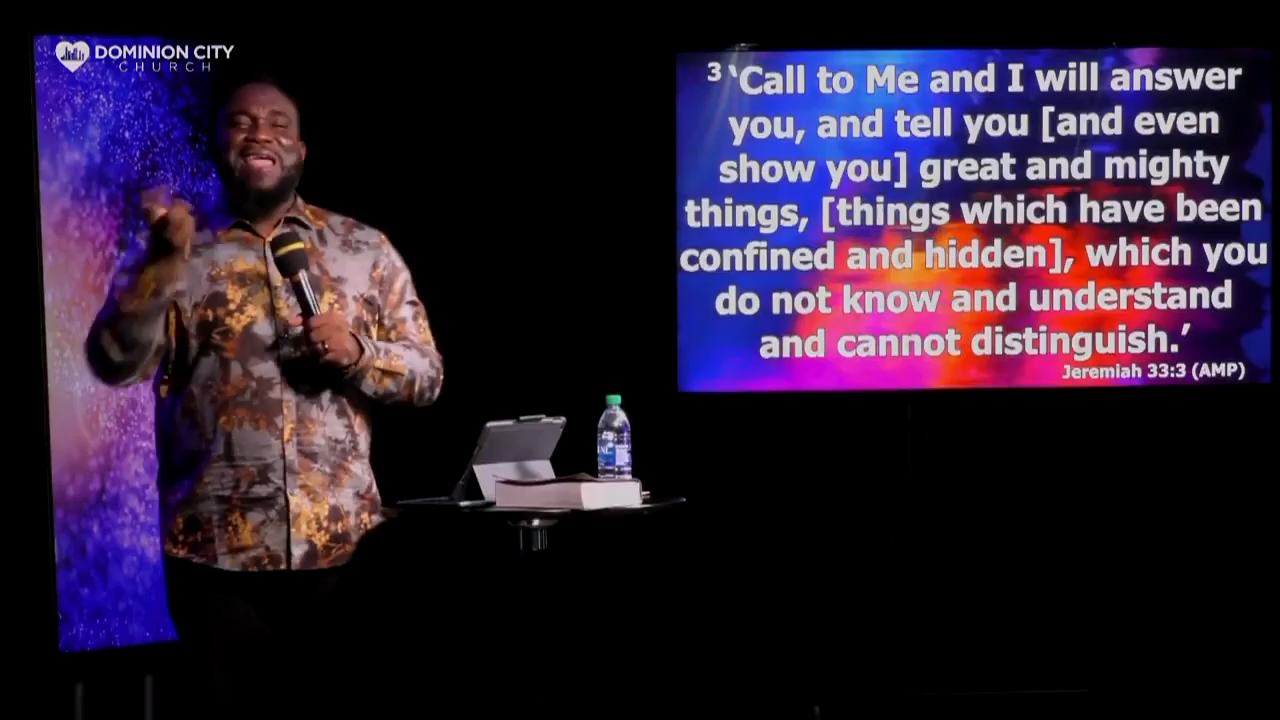 DOMINION CITY
CHURCH
3 ‘Call to Me and I will answer
you, and tell you [and even
show you] great and mighty
things, [things which have been
confined and hidden], which you
do not know and understand
and cannot distinguish.’
Jeremiah 33:3 (AMP)